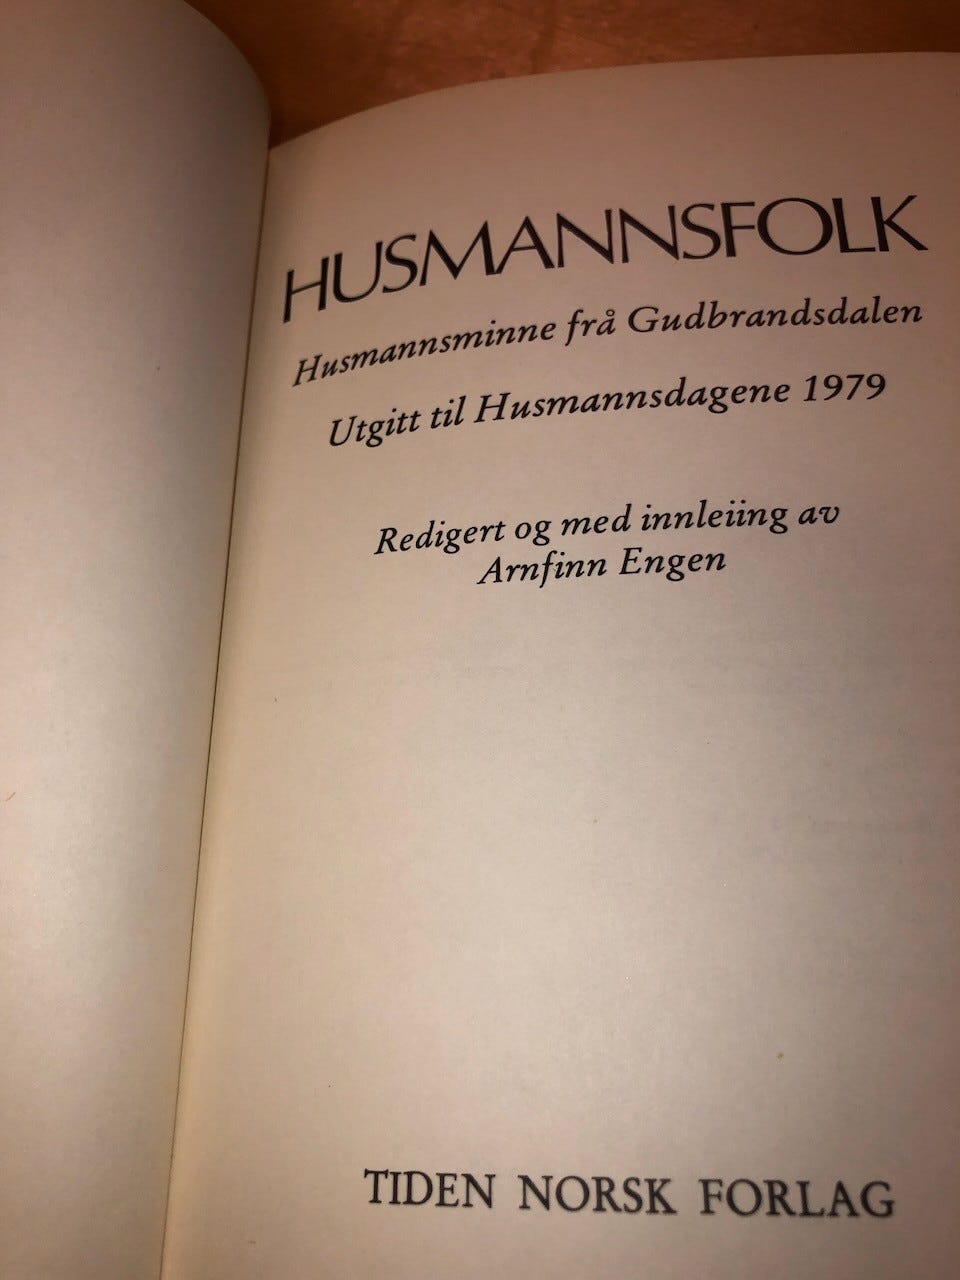 HUSMANNSFOLK
Husmannsminne frå Gudbrandsdalen
Utgitt til Husmannsdagene 1979
Redigert og med innleiing av
Arnfinn Engen
TIDEN NORSK FORLAG